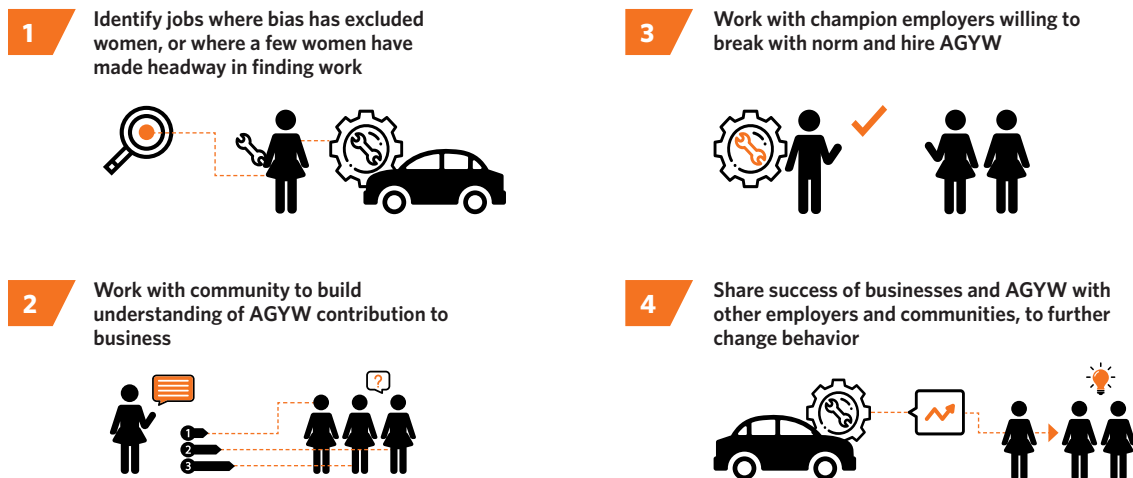 1
Identify jobs where bias has excluded
women, or where a few women have
made headway in finding work
2
Work with community to build
understanding of AGYW contribution to
business
?
1
2
3
3
Work with champion employers willing to
break with norm and hire AGYW
4
Share success of businesses and AGYW with
other employers and communities, to further
change behavior